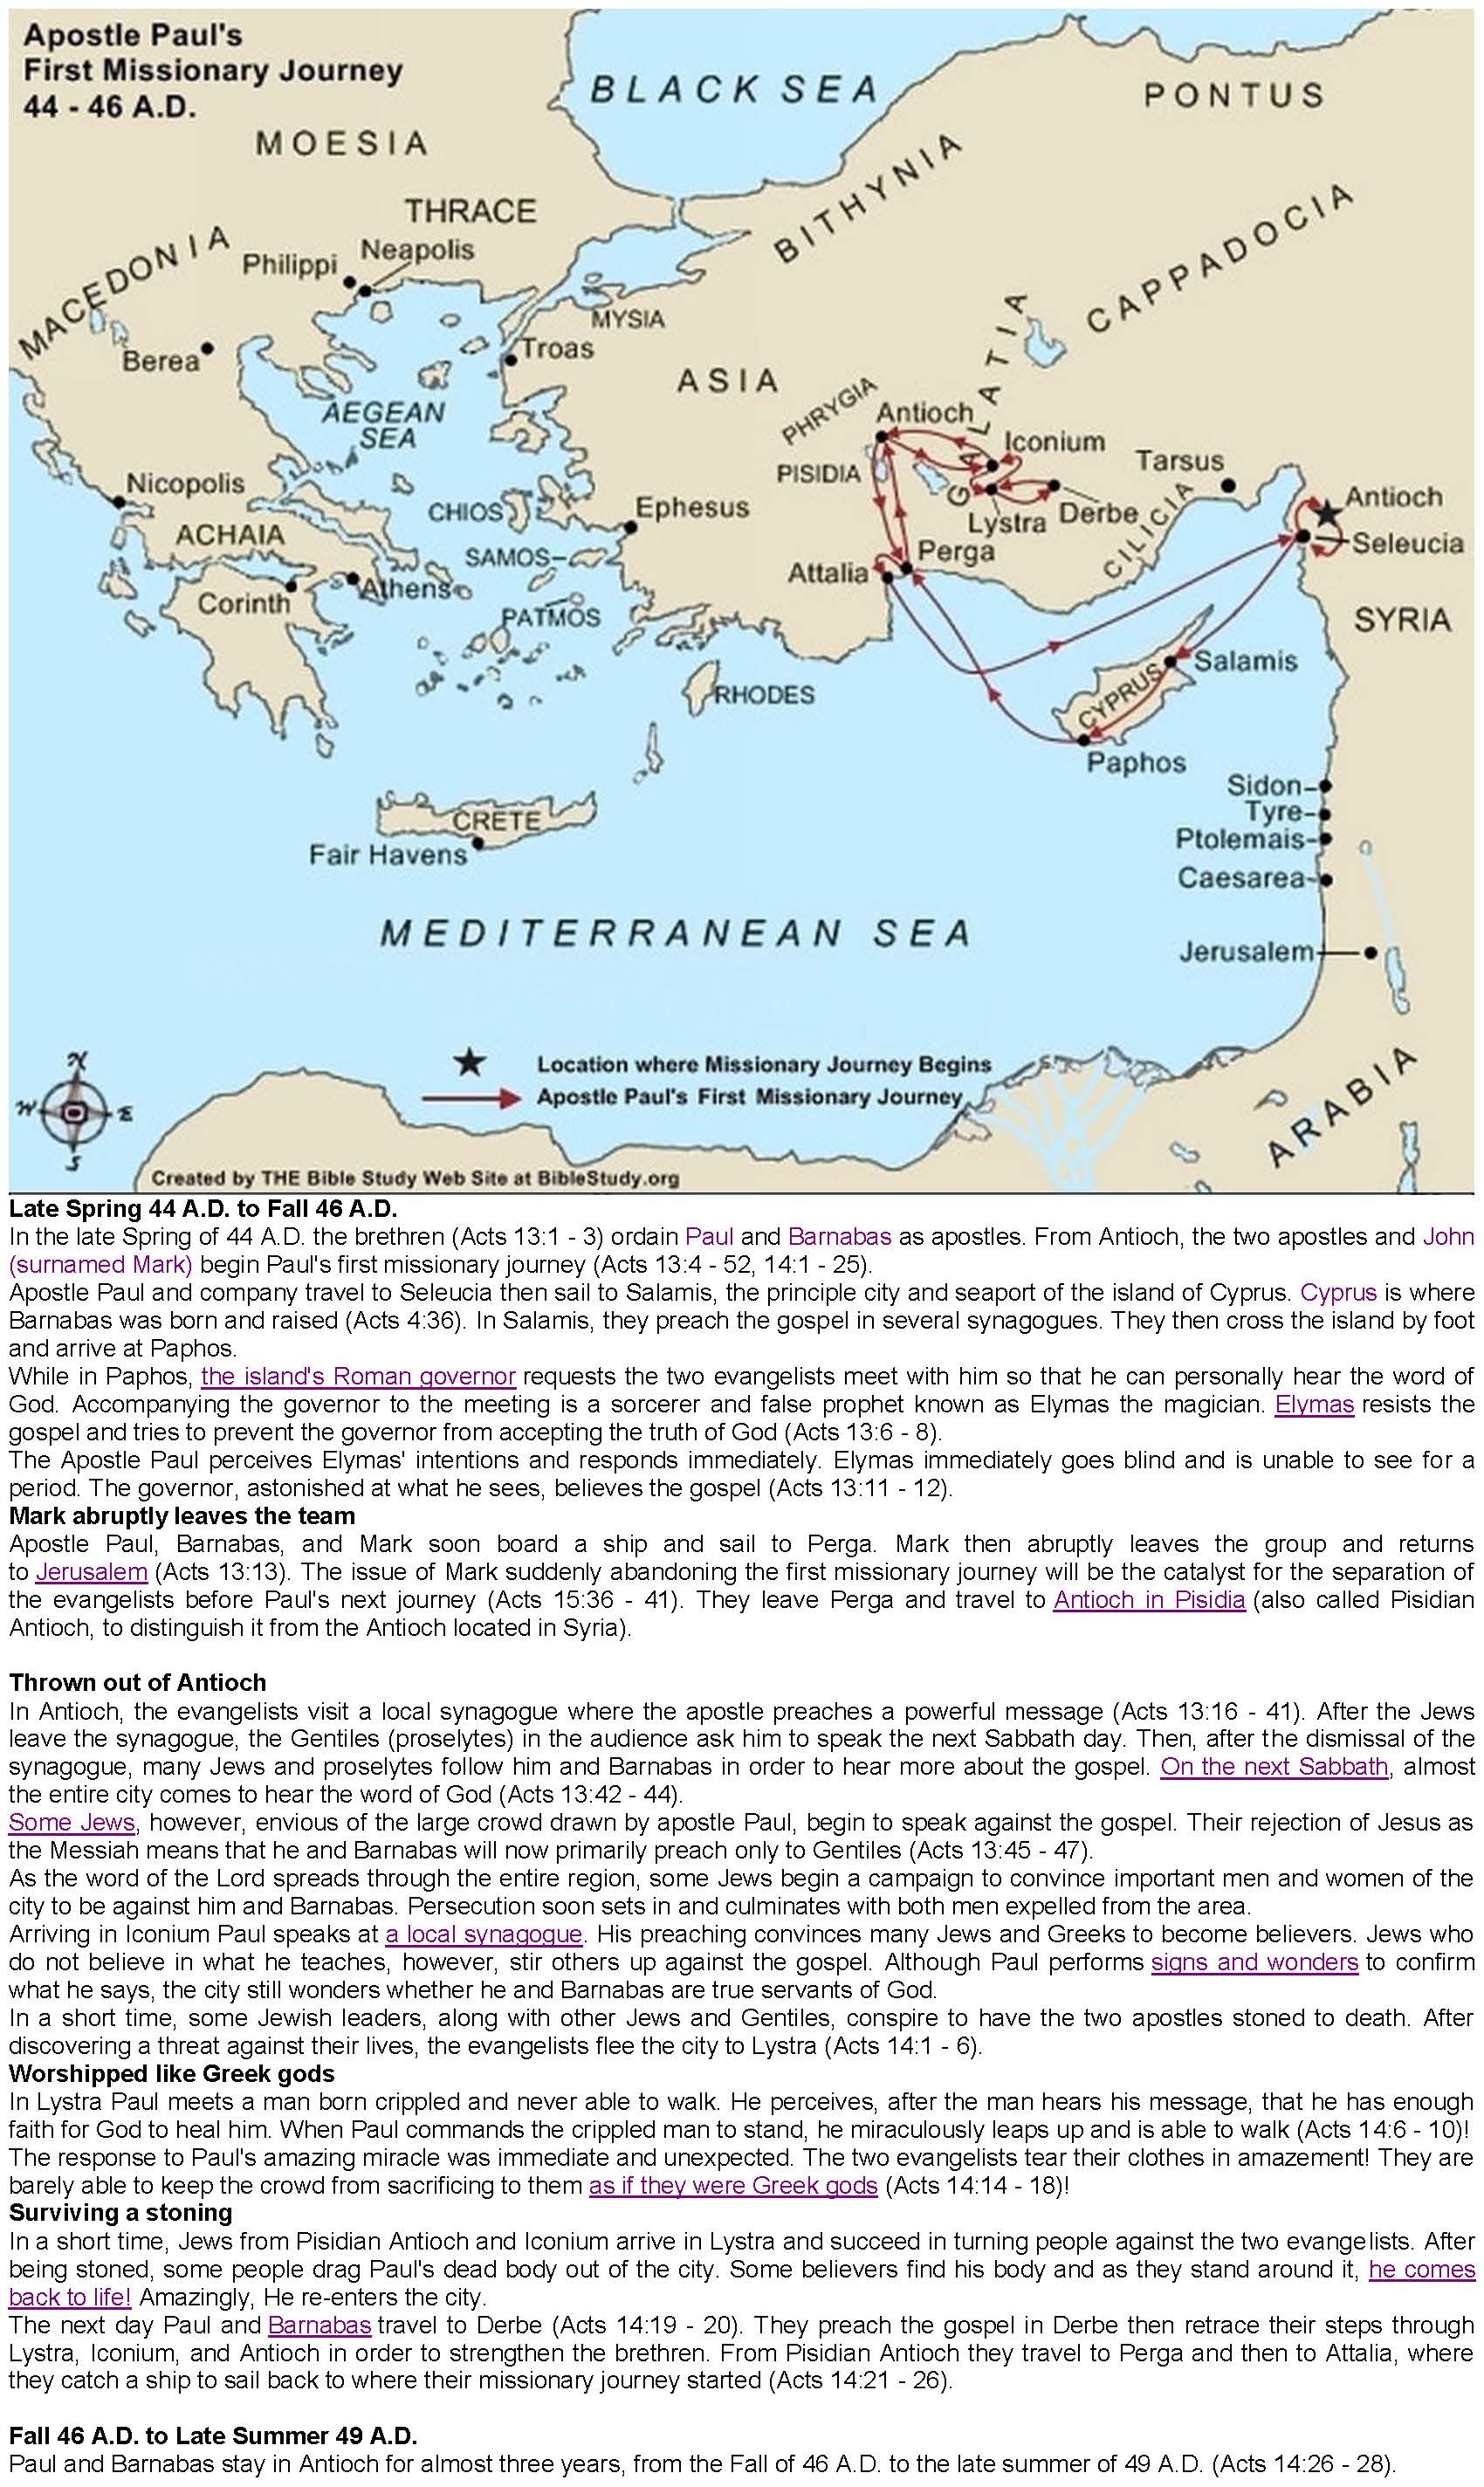 Apostle Paul's
First Missionary Journey
44 - 46 A.D.
BLACK SEA
PONTUS
MOESIA
BITHYNIA
THRACE
CAPPADOCIA
MACEDONIA
Neapolis
Philippi
GALATIA
MYSIA
Troas
Berea
ASIA
PHRYGIA
Antioch
AEGEAN
SEA
Iconium
Tarsus
PISIDIA
Nicopolis
Antioch
CHIOS
Ephesus
Lystra
Derbe
CILICIA
ACHAIA
Seleucia
SAMOS
Perga
Attalia
Athens
Corinth
PATMOS
SYRIA
Salamis
CYPRUS
RHODES
Paphos
Sidon
Tyre
CRETE
Ptolemais
Fair Havens
Caesarea
MEDITERRANEAN SEA
Jerusalem
N
W
E
S
Location where Missionary Journey Begins
Apostle Paul's First Missionary Journey
ARABIA
Created by THE Bible Study Web Site at BibleStudy.org
Late Spring 44 A.D. to Fall 46 A.D.
In the late Spring of 44 A.D. the brethren (Acts 13:1 - 3) ordain Paul and Barnabas as apostles. From Antioch, the two apostles and John
(surnamed Mark) begin Paul's first missionary journey (Acts 13:4 - 52, 14:1 - 25).
Apostle Paul and company travel to Seleucia then sail to Salamis, the principle city and seaport of the island of Cyprus. Cyprus is where
Barnabas was born and raised (Acts 4:36). In Salamis, they preach the gospel in several synagogues. They then cross the island by foot
and arrive at Paphos.
While in Paphos, the island's Roman governor requests the two evangelists meet with him so that he can personally hear the word of
God. Accompanying the governor to the meeting is a sorcerer and false prophet known as Elymas the magician. Elymas resists the
gospel and tries to prevent the governor from accepting the truth of God (Acts 13:6 - 8).
The Apostle Paul perceives Elymas' intentions and responds immediately. Elymas immediately goes blind and is unable to see for a
period. The governor, astonished at what he sees, believes the gospel (Acts 13:11 - 12).
Mark abruptly leaves the team
Apostle Paul, Barnabas, and Mark soon board a ship and sail to Perga. Mark then abruptly leaves the group and returns
to Jerusalem (Acts 13:13). The issue of Mark suddenly abandoning the first missionary journey will be the catalyst for the separation of
the evangelists before Paul's next journey (Acts 15:36 - 41). They leave Perga and travel to Antioch in Pisidia (also called Pisidian
Antioch, to distinguish it from the Antioch located in Syria).
Thrown out of Antioch
In Antioch, the evangelists visit a local synagogue where the apostle preaches a powerful message (Acts 13:16 - 41). After the Jews
leave the synagogue, the Gentiles (proselytes) in the audience ask him to speak the next Sabbath day. Then, after the dismissal of the
synagogue, many Jews and proselytes follow him and Barnabas in order to hear more about the gospel. On the next Sabbath, almost
the entire city comes to hear the word of God (Acts 13:42 - 44).
Some Jews, however, envious of the large crowd drawn by apostle Paul, begin to speak against the gospel. Their rejection of Jesus as
the Messiah means that he and Barnabas will now primarily preach only to Gentiles (Acts 13:45 - 47).
As the word of the Lord spreads through the entire region, some Jews begin a campaign to convince important men and women of the
city to be against him and Barnabas. Persecution soon sets in and culminates with both men expelled from the area.
Arriving in Iconium Paul speaks at a local synagogue. His preaching convinces many Jews and Greeks to become believers. Jews who
do not believe in what he teaches, however, stir others up against the gospel. Although Paul performs signs and wonders to confirm
what he says, the city still wonders whether he and Barnabas are true servants of God.
In a short time, some Jewish leaders, along with other Jews and Gentiles, conspire to have the two apostles stoned to death. After
discovering a threat against their lives, the evangelists flee the city to Lystra (Acts 14:1 - 6).
Worshipped like Greek gods
In Lystra Paul meets a man born crippled and never able to walk. He perceives, after the man hears his message, that he has enough
faith for God to heal him. When Paul commands the crippled man to stand, he miraculously leaps up and is able to walk (Acts 14:6 - 10)!
The response to Paul's amazing miracle was immediate and unexpected. The two evangelists tear their clothes in amazement! They are
barely able to keep the crowd from sacrificing to them as if they were Greek gods (Acts 14:14 - 18)!
Surviving a stoning
In a short time, Jews from Pisidian Antioch and Iconium arrive in Lystra and succeed in turning people against the two evangelists. After
being stoned, some people drag Paul's dead body out of the city. Some believers find his body and as they stand around it, he comes
back to life! Amazingly, He re-enters the city.
The next day Paul and Barnabas travel to Derbe (Acts 14:19 - 20). They preach the gospel in Derbe then retrace their steps through
Lystra, Iconium, and Antioch in order to strengthen the brethren. From Pisidian Antioch they travel to Perga and then to Attalia, where
they catch a ship to sail back to where their missionary journey started (Acts 14:21 - 26).
Fall 46 A.D. to Late Summer 49 A.D.
Paul and Barnabas stay in Antioch for almost three years, from the Fall of 46 A.D. to the late summer of 49 A.D. (Acts 14:26 - 28).